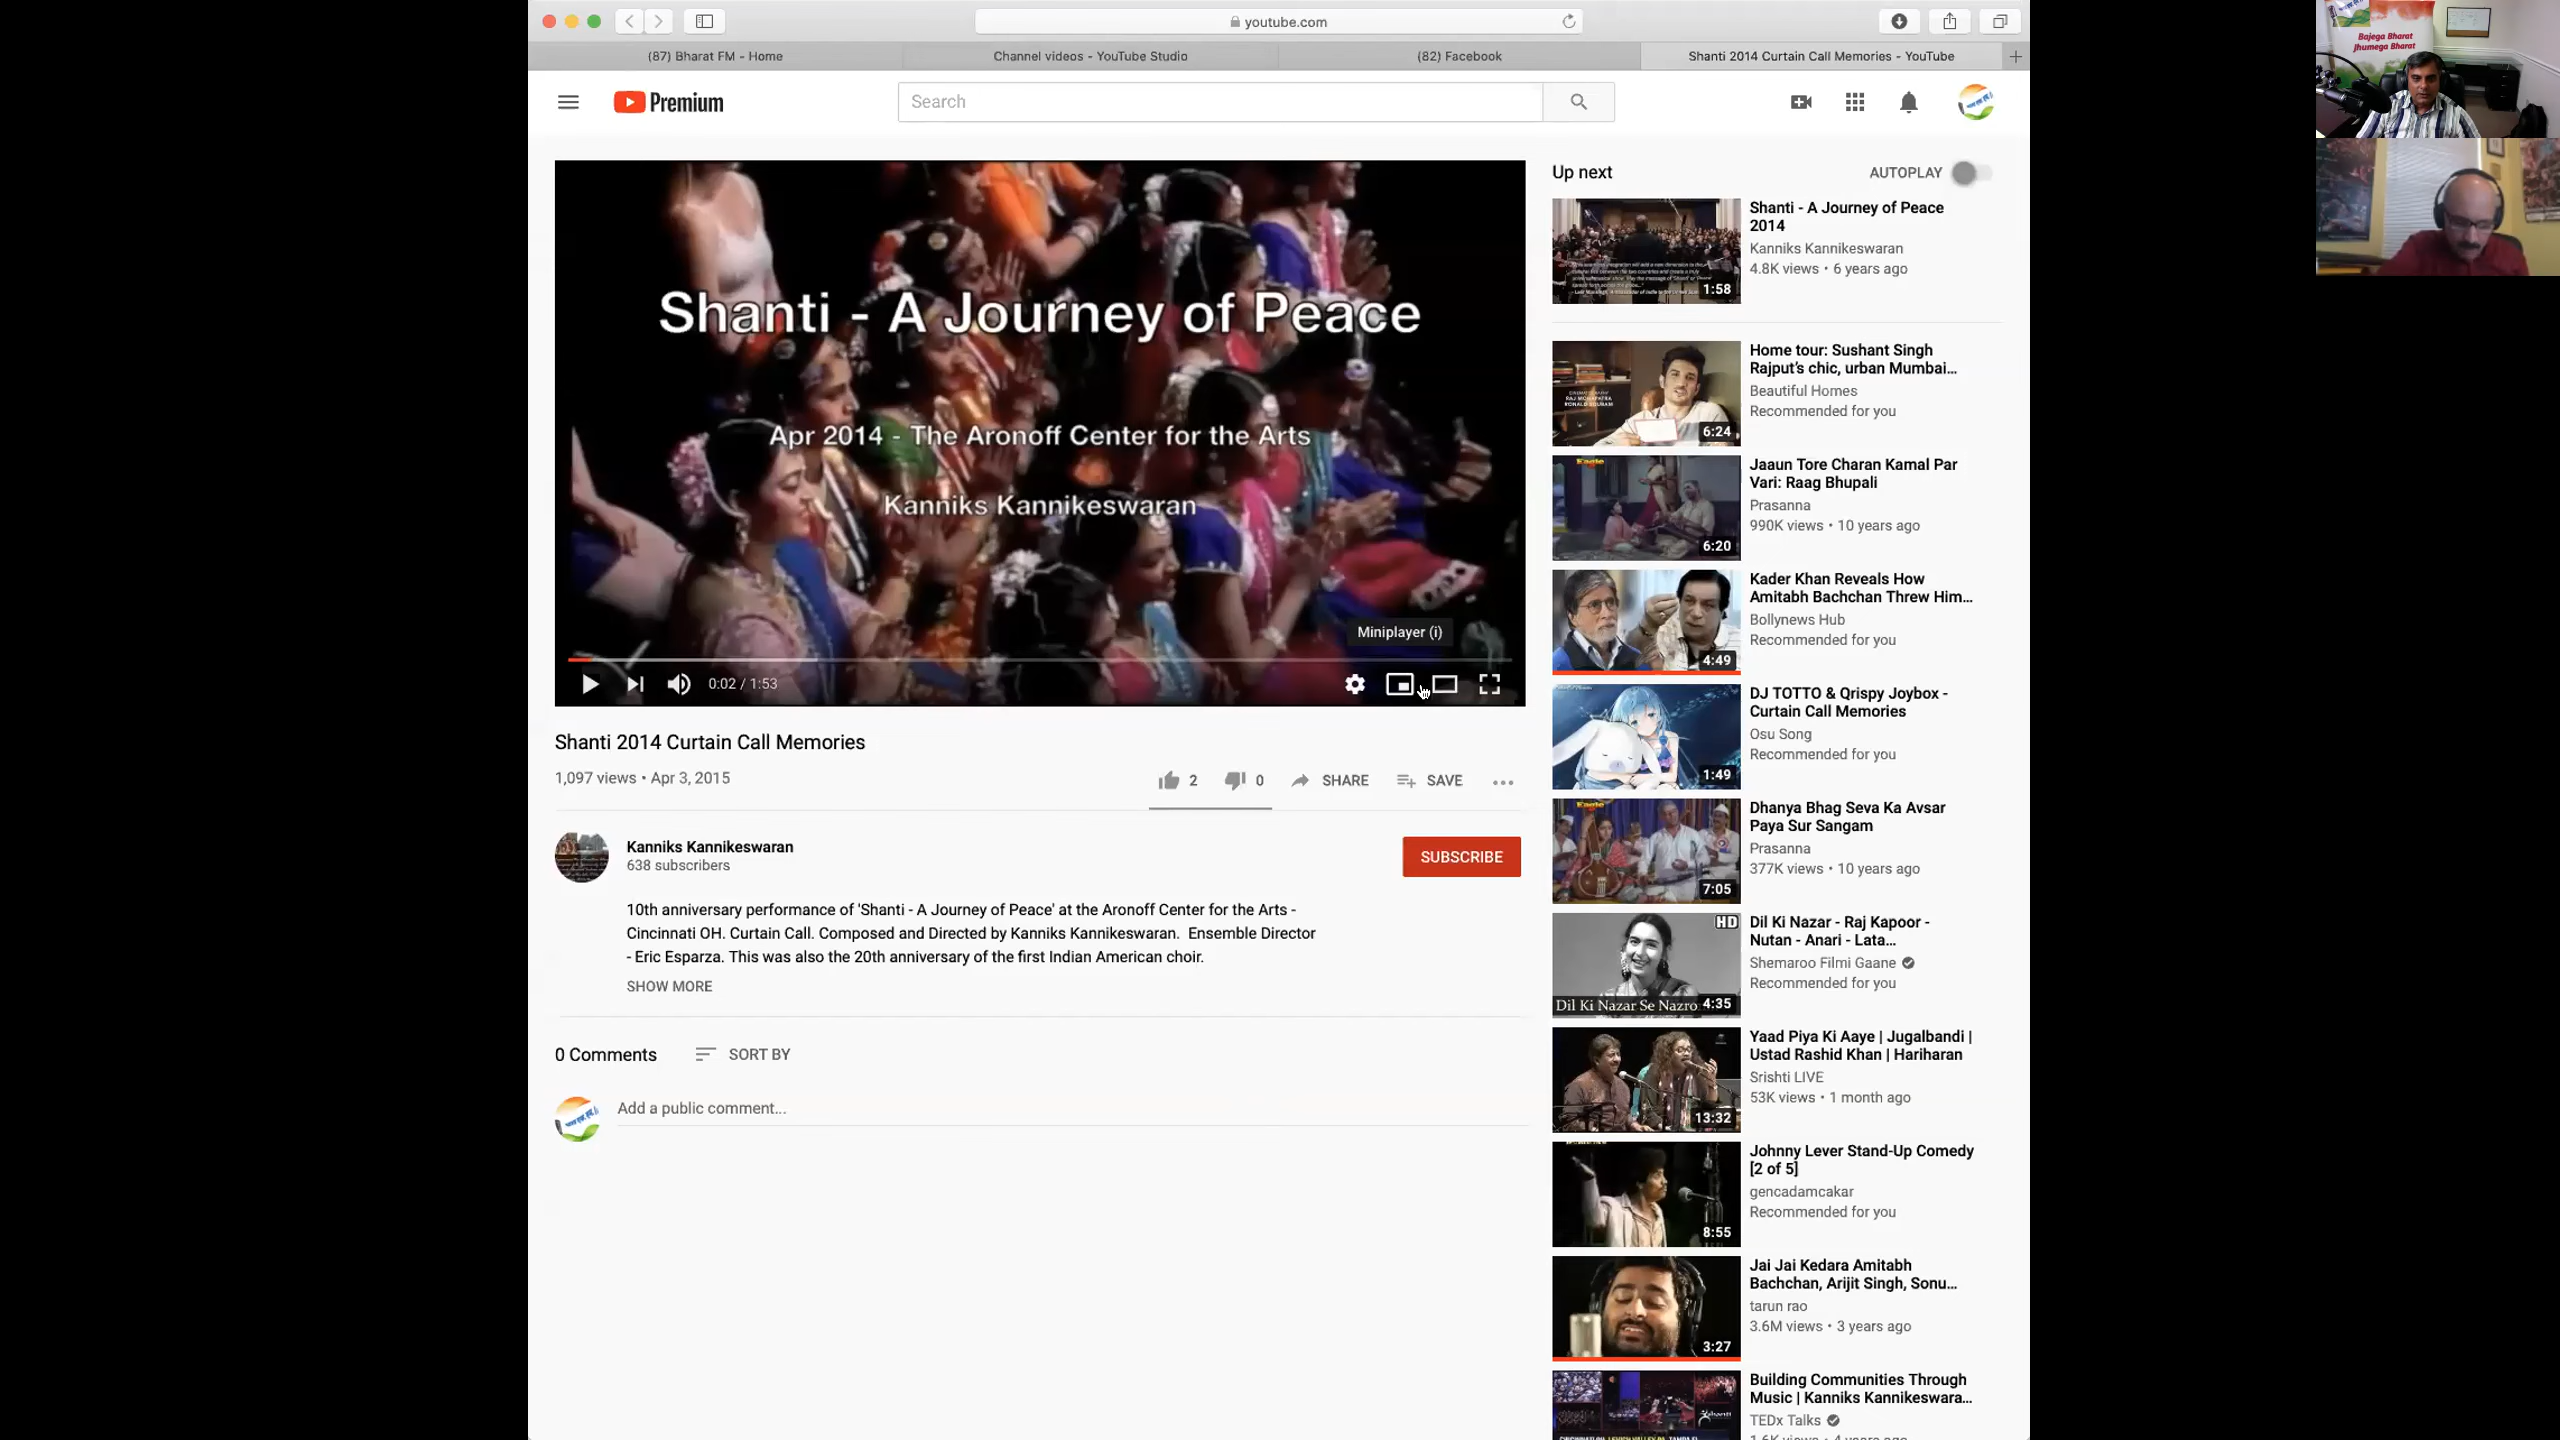 youtube.com
(87) Bharat FM - Home
Channel videos - YouTube Studio
(82) Facebook
Shanti 2014 Curtain Call Memories - YouTube
Bajega Bharat
Jhumega Bharat
Premium
Search
Shanti - A Journey of Peace
Apr 2014 - The Aronoff Center for the Arts
Kanniks Kannikeswaran
Miniplayer (i)
0:02 / 1:53
Shanti 2014 Curtain Call Memories
1,097 views • Apr 3, 2015
2
0
SHARE
SAVE
Kanniks Kannikeswaran
638 subscribers
SUBSCRIBE
10th anniversary performance of 'Shanti - A Journey of Peace' at the Aronoff Center for the Arts -
Cincinnati OH. Curtain Call. Composed and Directed by Kanniks Kannikeswaran. Ensemble Director
- Eric Esparza. This was also the 20th anniversary of the first Indian American choir.
SHOW MORE
0 Comments
SORT BY
Add a public comment...
Up next
AUTOPLAY
1:58
Shanti - A Journey of Peace
2014
Kanniks Kannikeswaran
4.8K views • 6 years ago
6:24
Home tour: Sushant Singh
Rajput's chic, urban Mumbai...
Beautiful Homes
Recommended for you
Eagle
6:20
Jaaun Tore Charan Kamal Par
Vari: Raag Bhupali
Prasanna
990K views • 10 years ago
4:49
Kader Khan Reveals How
Amitabh Bachchan Threw Him...
Bollynews Hub
Recommended for you
1:49
DJ TOTTO & Qrispy Joybox -
Curtain Call Memories
Osu Song
Recommended for you
Eagle
7:05
Dhanya Bhag Seva Ka Avsar
Paya Sur Sangam
Prasanna
377K views • 10 years ago
HD
Dil Ki Nazar Se Nazro
4:35
Dil Ki Nazar - Raj Kapoor -
Nutan - Anari - Lata...
Shemaroo Filmi Gaane
Recommended for you
13:32
Yaad Piya Ki Aaye | Jugalbandi |
Ustad Rashid Khan | Hariharan
Srishti LIVE
53K views • 1 month ago
8:55
Johnny Lever Stand-Up Comedy
[2 of 5]
gencadamcakar
Recommended for you
3:27
Jai Jai Kedara Amitabh
Bachchan, Arijit Singh, Sonu...
tarun rao
3.6M views • 3 years ago
Building Communities Through
Music | Kanniks Kannikeswara...
TEDx Talks